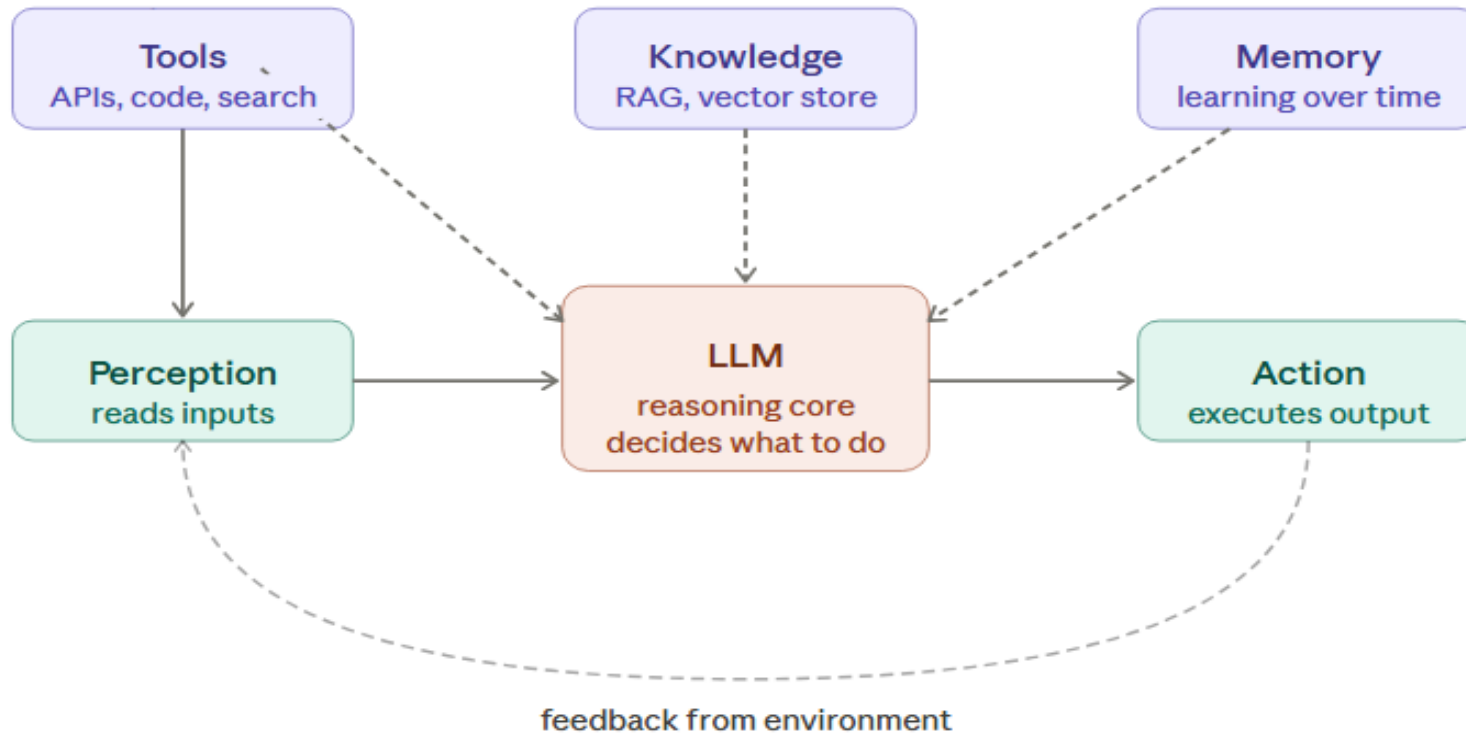 Tools
APIs, code, search
Knowledge
RAG, vector store
Memory
learning over time
Perception
reads inputs
LLM
reasoning core
decides what to do
Action
executes output
feedback from environment